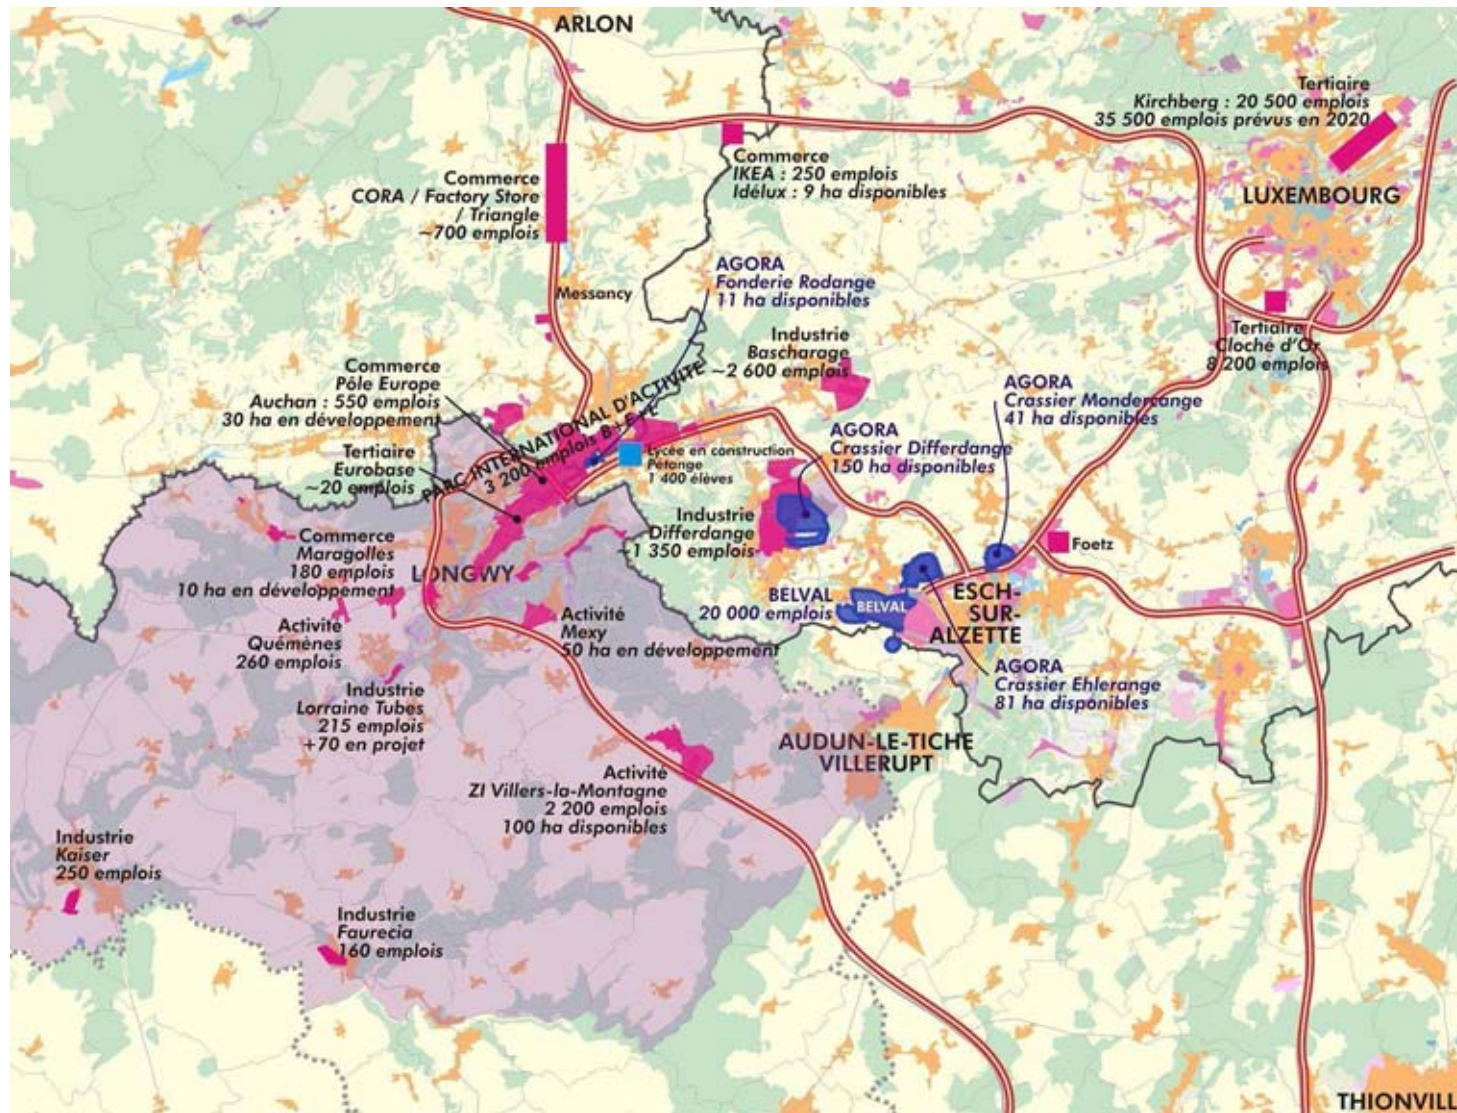 ARLON
Tertiaire
Kirchberg : 20 500 emplois
35 500 emplois prévus en 2020
LUXEMBOURG
Commerce
IKEA : 250 emplois
Idélux : 9 ha disponibles
Commerce
CORA / Factory Store
/ Triangle
~700 emplois
AGORA
Fonderie Rodange
11 ha disponibles
Messancy
Tertiaire
Cloche d'Or
8 200 emplois
Industrie
Bascharage
~2 600 emplois
Commerce
Pôle Europe
Auchan : 550 emplois
30 ha en développement
AGORA
Crassier Mondercange
41 ha disponibles
PARC INTERNATIONAL D'ACTIVITE
3 200 emplois B+F+L
AGORA
Crassier Differdange
150 ha disponibles
Tertiaire
Eurobase
~20 emplois
Lycée en construction
Pétange
1 400 élèves
Industrie
Differdange
~1 350 emplois
Foetz
Commerce
Maragolles
180 emplois
10 ha en développement
LONGWY
BELVAL
20 000 emplois
BELVAL
ESCH-
SUR-
ALZETTE
Activité
Mexy
50 ha en développement
Activité
Quémènes
260 emplois
AGORA
Crassier Ehlerange
81 ha disponibles
Industrie
Lorraine Tubes
215 emplois
+70 en projet
AUDUN-LE-TICHE
VILLERUPT
Activité
ZI Villers-la-Montagne
2 200 emplois
100 ha disponibles
Industrie
Kaiser
250 emplois
Industrie
Faurecia
160 emplois
THIONVILL